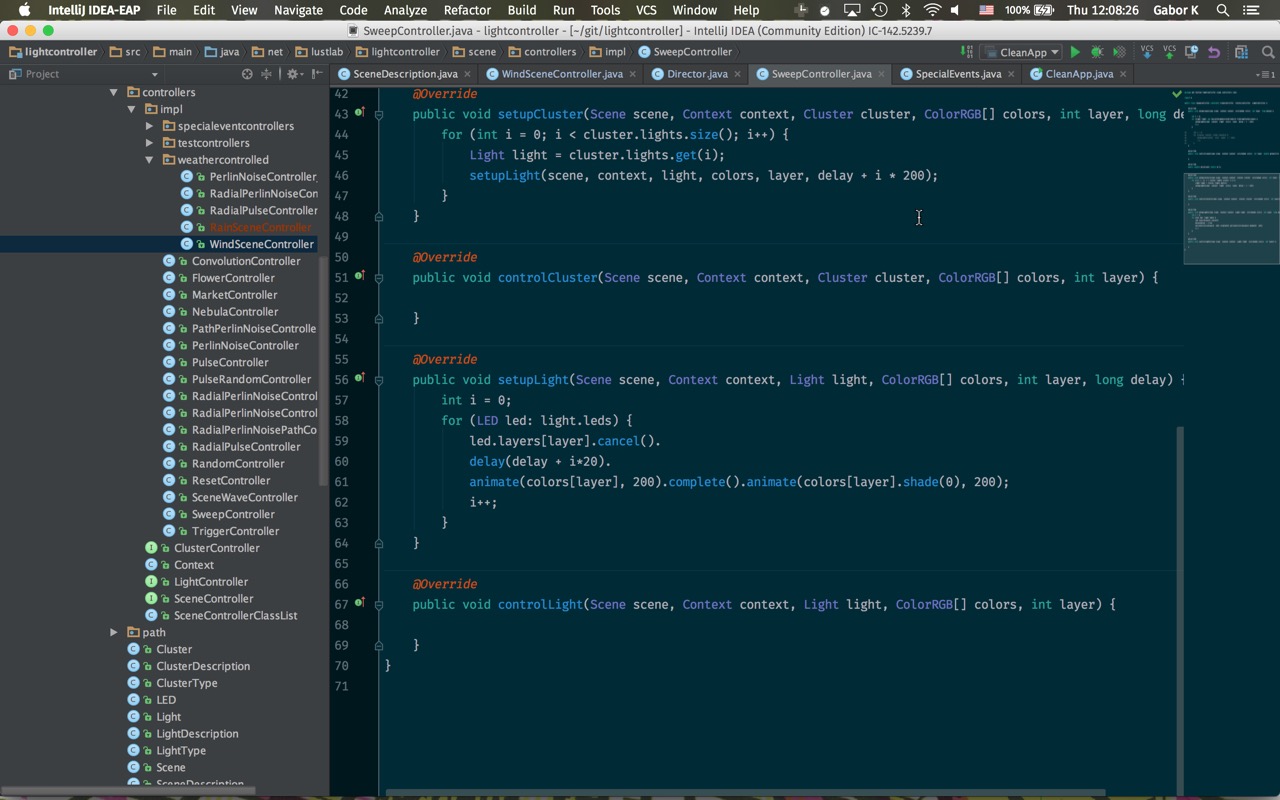 IntelliJ IDEA-EAP File Edit View Navigate Code Analyze Refactor Build Run Tools VCS Window Help 100% Thu 12:08:26 Gabor K
SweepController.java - lightcontroller - [~/git/lightcontroller] - IntelliJ IDEA (Community Edition) IC-142.5239.7
lightcontroller src main java net lustlab lightcontroller scene controllers impl SweepController CleanApp VCS VCS
Project SceneDescription.java WindSceneController.java Director.java SweepController.java SpecialEvents.java CleanApp.java
controllers
impl
specialeventcontrollers
testcontrollers
weathercontrolled
PerlinNoiseController
RadialPerlinNoiseCon
RadialPulseController
RainSceneController
WindSceneController
ConvolutionController
FlowerController
MarketController
NebulaController
PathPerlinNoiseControlle
PerlinNoiseController
PulseController
PulseRandomController
RadialPerlinNoiseControl
RadialPerlinNoiseControl
RadialPerlinNoisePathCo
RadialPulseController
RandomController
ResetController
SceneWaveController
SweepController
TriggerController
ClusterController
Context
LightController
SceneController
SceneControllerClassList
path
Cluster
ClusterDescription
ClusterType
LED
Light
LightDescription
LightType
Scene
SceneDescription
42 @Override
43 public void setupCluster(Scene scene, Context context, Cluster cluster, ColorRGB[] colors, int layer, long de
44 for (int i = 0; i < cluster.lights.size(); i++) {
45 Light light = cluster.lights.get(i);
46 setupLight(scene, context, light, colors, layer, delay + i * 200);
47 }
48 }
49
50 @Override
51 public void controlCluster(Scene scene, Context context, Cluster cluster, ColorRGB[] colors, int layer) {
52
53 }
54
55 @Override
56 public void setupLight(Scene scene, Context context, Light light, ColorRGB[] colors, int layer, long delay) {
57 int i = 0;
58 for (LED led: light.leds) {
59 led.layers[layer].cancel().
60 delay(delay + i*20).
61 animate(colors[layer], 200).complete().animate(colors[layer].shade(0), 200);
62 i++;
63 }
64 }
65
66 @Override
67 public void controlLight(Scene scene, Context context, Light light, ColorRGB[] colors, int layer) {
68
69 }
70 }
71